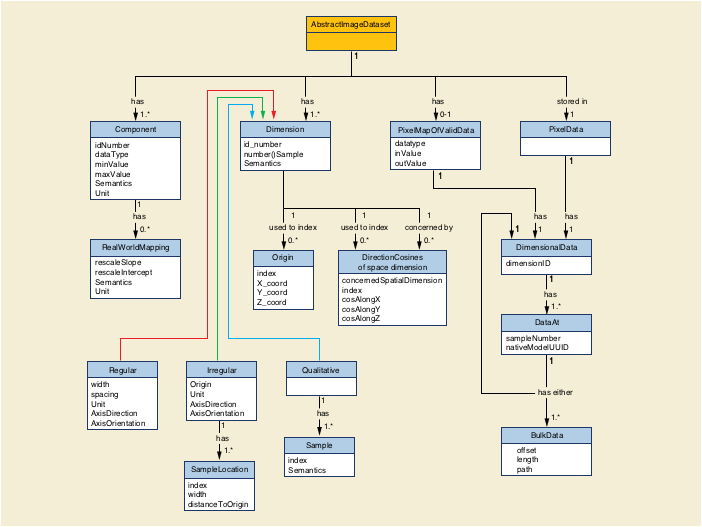 AbstractImageDataset
1
has
has
has
stored in
1.*
1.*
0-1
1
Component
idNumber
dataType
minValue
maxValue
Semantics
Unit
Dimension
id_number
number()Sample
Semantics
PixelMapOfValidData
datatype
inValue
outValue
PixelData
1
1
1
has
0.*
1
used to index
0.*
1
used to index
0.*
1
concerned by
0.*
1
has
1
has
1
RealWorldMapping
rescaleSlope
rescaleIntercept
Semantics
Unit
Origin
index
X_coord
Y_coord
Z_coord
DirectionCosines
of space dimension
concernedSpatialDimension
index
cosAlongX
cosAlongY
cosAlongZ
DimensionalData
dimensionID
1
has
1.*
DataAt
sampleNumber
nativeModelUUID
1
has either
1.*
BulkData
offset
length
path
Regular
width
spacing
Unit
AxisDirection
AxisOrientation
Irregular
Origin
Unit
AxisDirection
AxisOrientation
1
has
1.*
Qualitative
1
has
1.*
Sample
index
Semantics
SampleLocation
index
width
distanceToOrigin